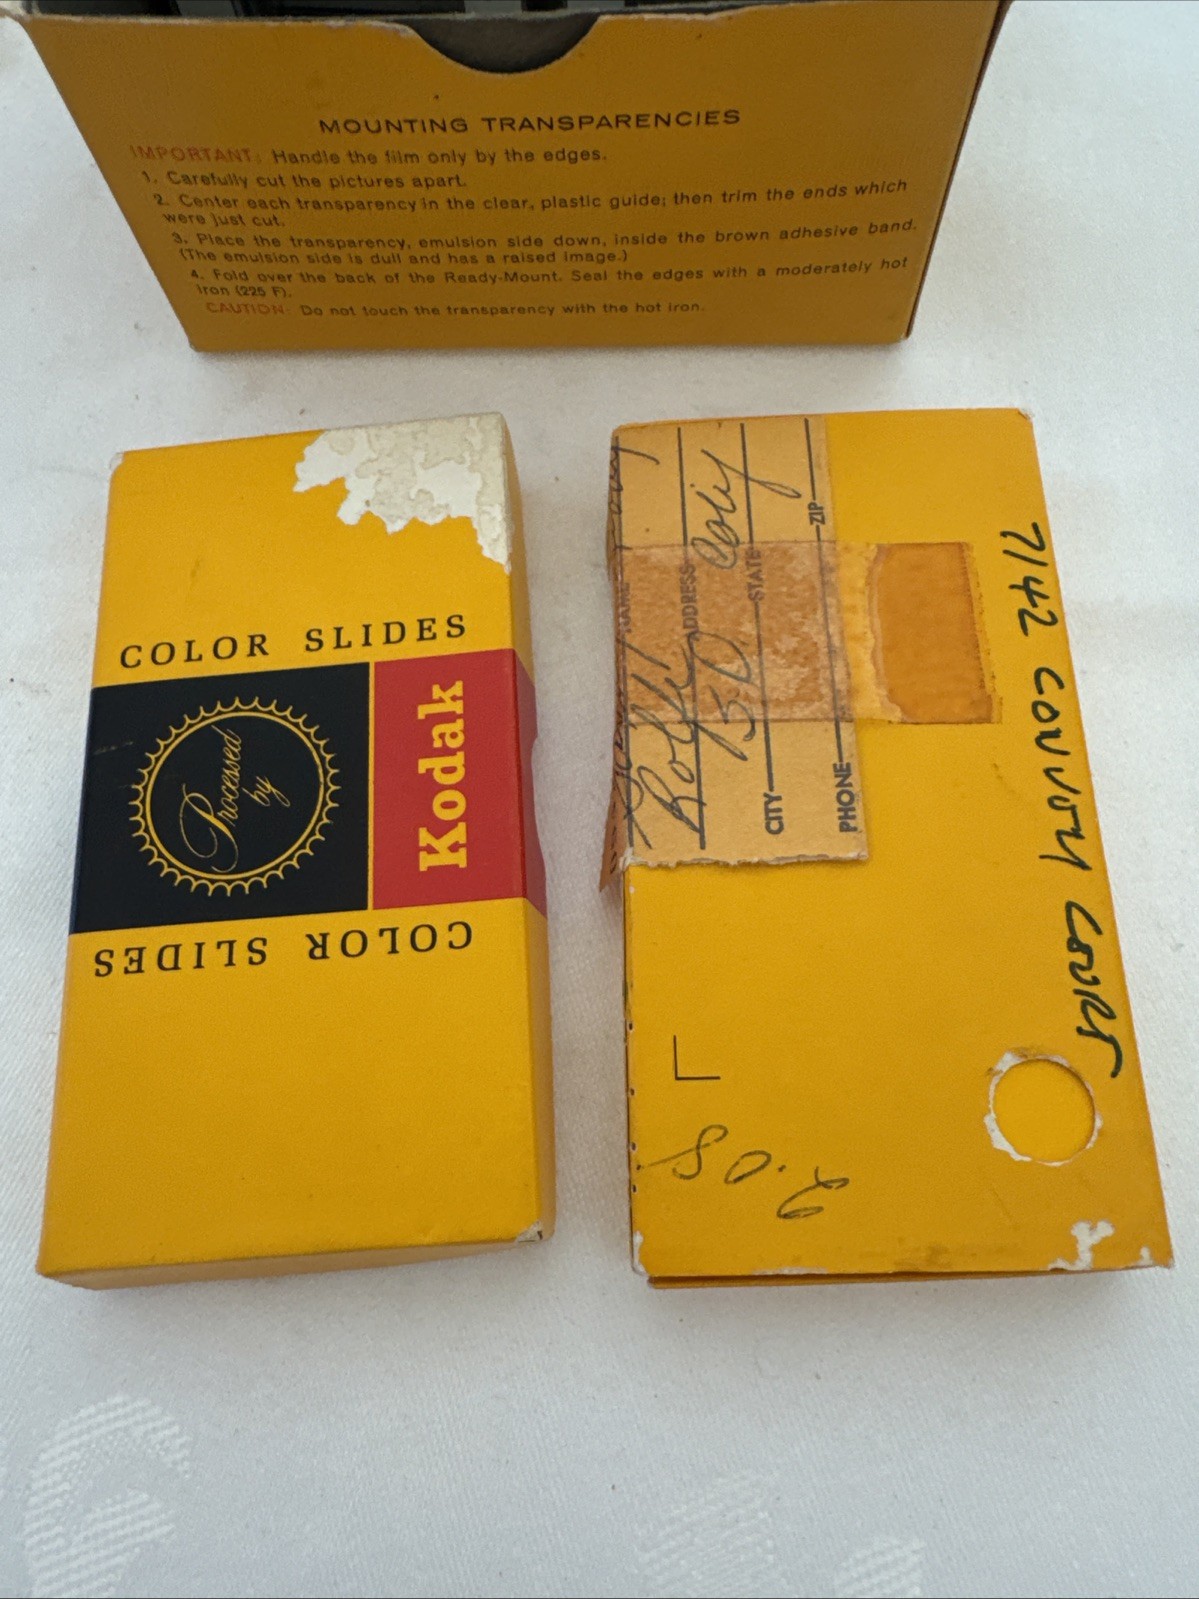 MOUNTING TRANSPARENCIES
IMPORTANT: Handle the film only by the edges.
1. Carefully cut the pictures apart.
2. Center each transparency in the clear, plastic guide; then trim the ends which
were just cut.
3. Place the transparency, emulsion side down, inside the brown adhesive band.
(The emulsion side is dull and has a raised image.)
4. Fold over the back of the Ready-Mount. Seal the edges with a moderately hot
iron (225 F).
CAUTION: Do not touch the transparency with the hot iron.
COLOR SLIDES
Processed
by
Kodak
COLOR SLIDES
ADDRESS
CITY
STATE
PHONE
ZIP
7142 COUNTY COURT
2.08